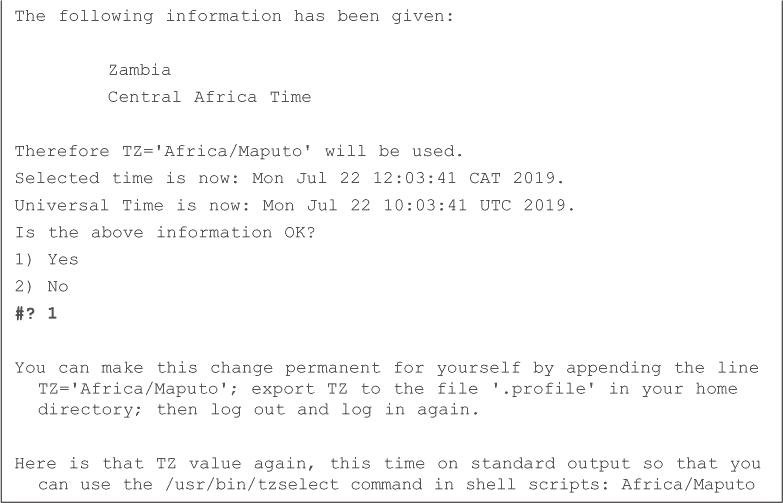 The following information has been given:
Zambia
Central Africa Time
Therefore TZ='Africa/Maputo' will be used.
Selected time is now: Mon Jul 22 12:03:41 CAT 2019.
Universal Time is now: Mon Jul 22 10:03:41 UTC 2019.
Is the above information OK?
1) Yes
2) No
#? 1
You can make this change permanent for yourself by appending the line
TZ='Africa/Maputo'; export TZ to the file '.profile' in your home
directory; then log out and log in again.
Here is that TZ value again, this time on standard output so that you
can use the /usr/bin/tzselect command in shell scripts: Africa/Maputo